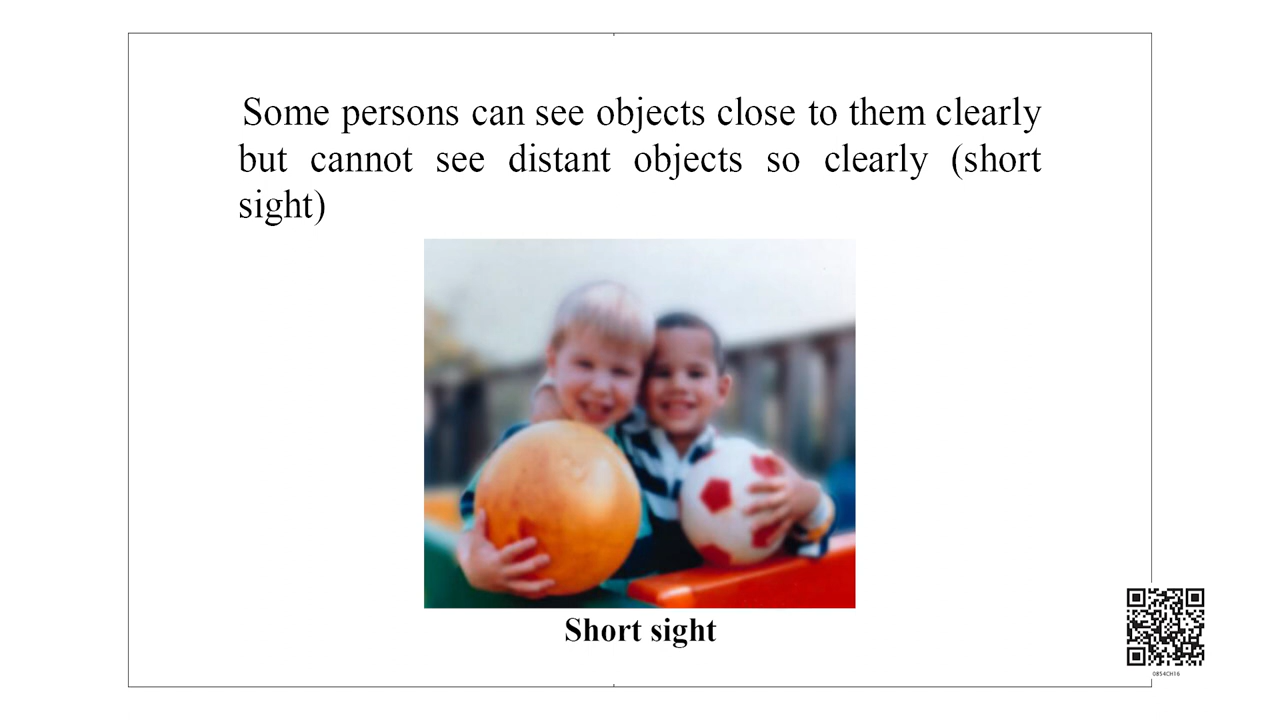 Some persons can see objects close to them clearly
but cannot see distant objects so clearly (short
sight)
Short sight
0854CH16